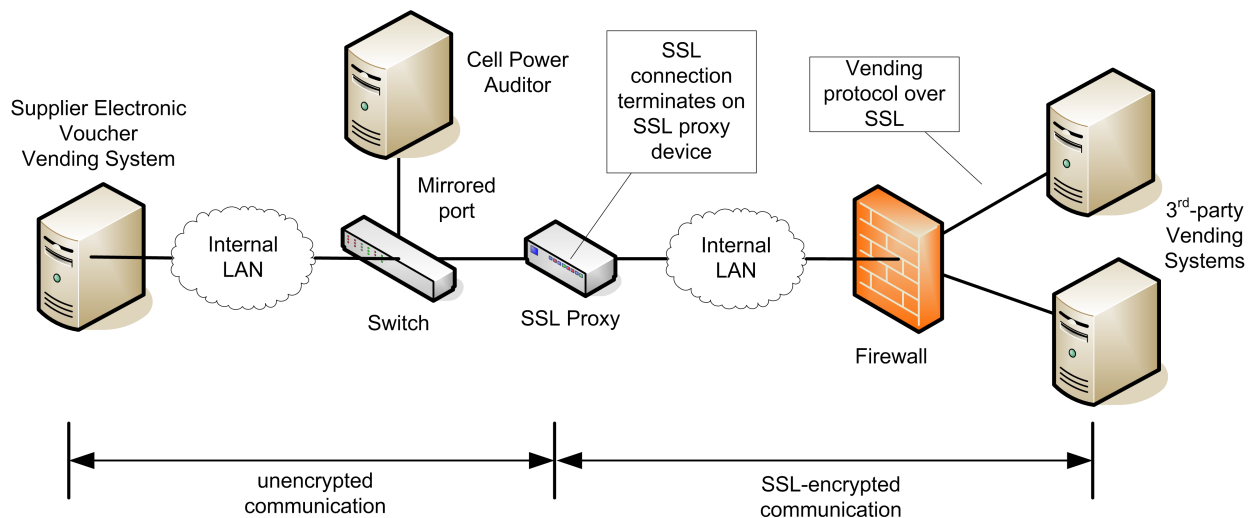 Supplier Electronic
Voucher
Vending System
Cell Power
Auditor
SSL
connection
terminates on
SSL proxy
device
Vending
protocol over
SSL
Mirrored
port
Internal
LAN
Internal
LAN
3rd-party
Vending
Systems
Switch
SSL Proxy
Firewall
unencrypted
communication
SSL-encrypted
communication